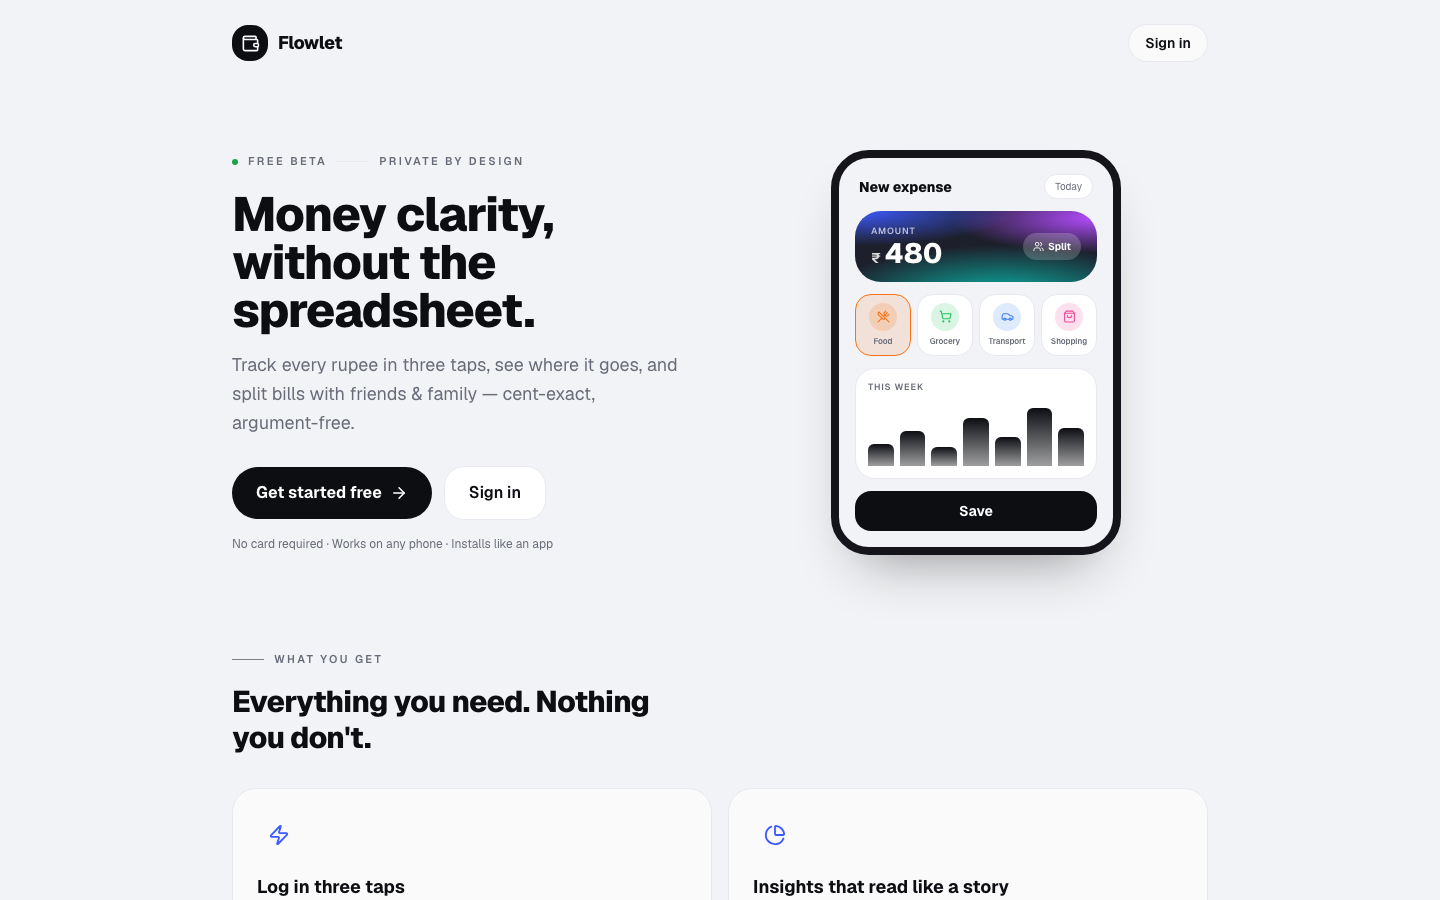 Flowlet
Sign in
FREE BETA
PRIVATE BY DESIGN
Money clarity,
without the
spreadsheet.
Track every rupee in three taps, see where it goes, and
split bills with friends & family — cent-exact,
argument-free.
Get started free
Sign in
No card required · Works on any phone · Installs like an app
New expense
Today
AMOUNT
₹ 480
Split
Food
Grocery
Transport
Shopping
THIS WEEK
Save
WHAT YOU GET
Everything you need. Nothing
you don't.
Log in three taps
Insights that read like a story